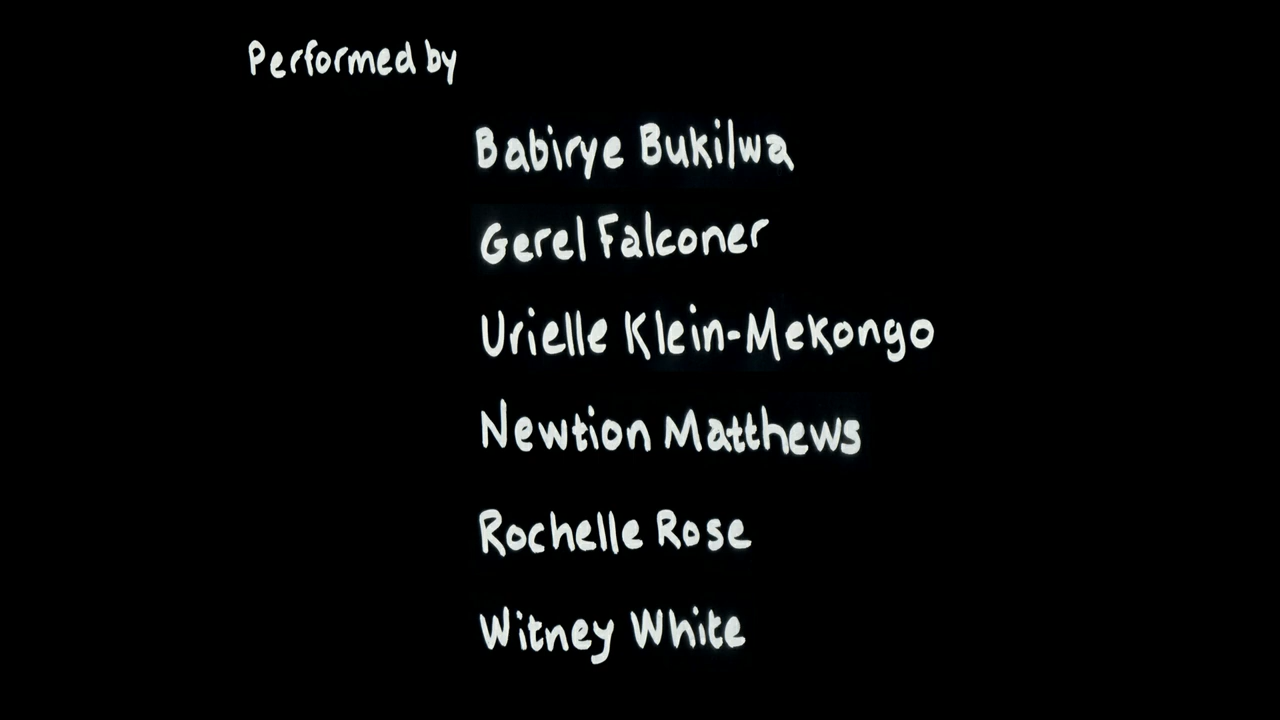 Performed by
Babirye Bukilwa
Gerel Falconer
Urielle Klein-Mekongo
Newtion Matthews
Rochelle Rose
Witney White